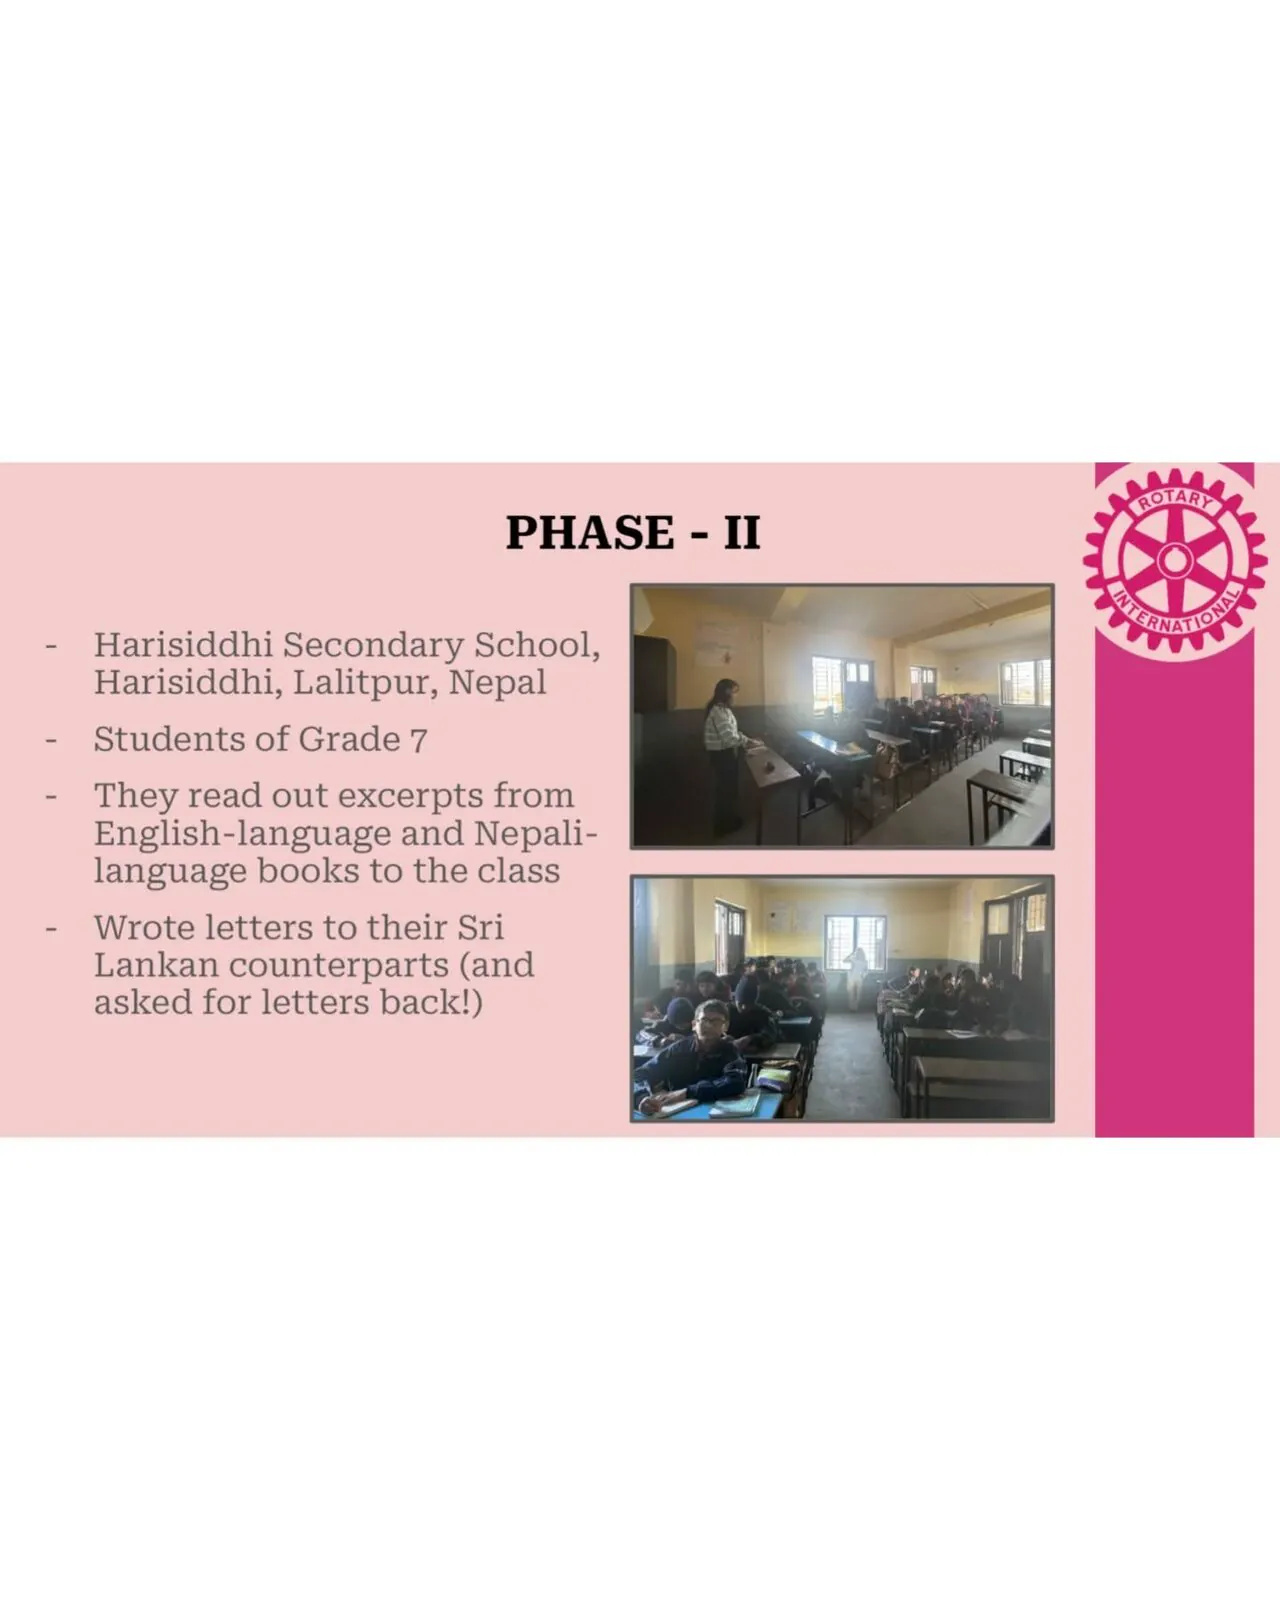 PHASE - II
ROTARY
INTERNATIONAL
- Harisiddhi Secondary School,
Harisiddhi, Lalitpur, Nepal
- Students of Grade 7
- They read out excerpts from
English-language and Nepali-
language books to the class
- Wrote letters to their Sri
Lankan counterparts (and
asked for letters back!)